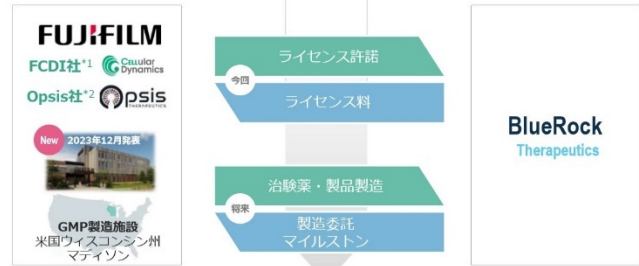 FUJIFILM
FCDI社*1 Cellular Dynamics
Opsis社*2 Opsis THERAPEUTICS
New 2023年12月発表
GMP製造施設
米国ウィスコンシン州
マディソン
ライセンス許諾
今回
ライセンス料
治験薬・製品製造
将来
製造委託
マイルストン
BlueRock
Therapeutics